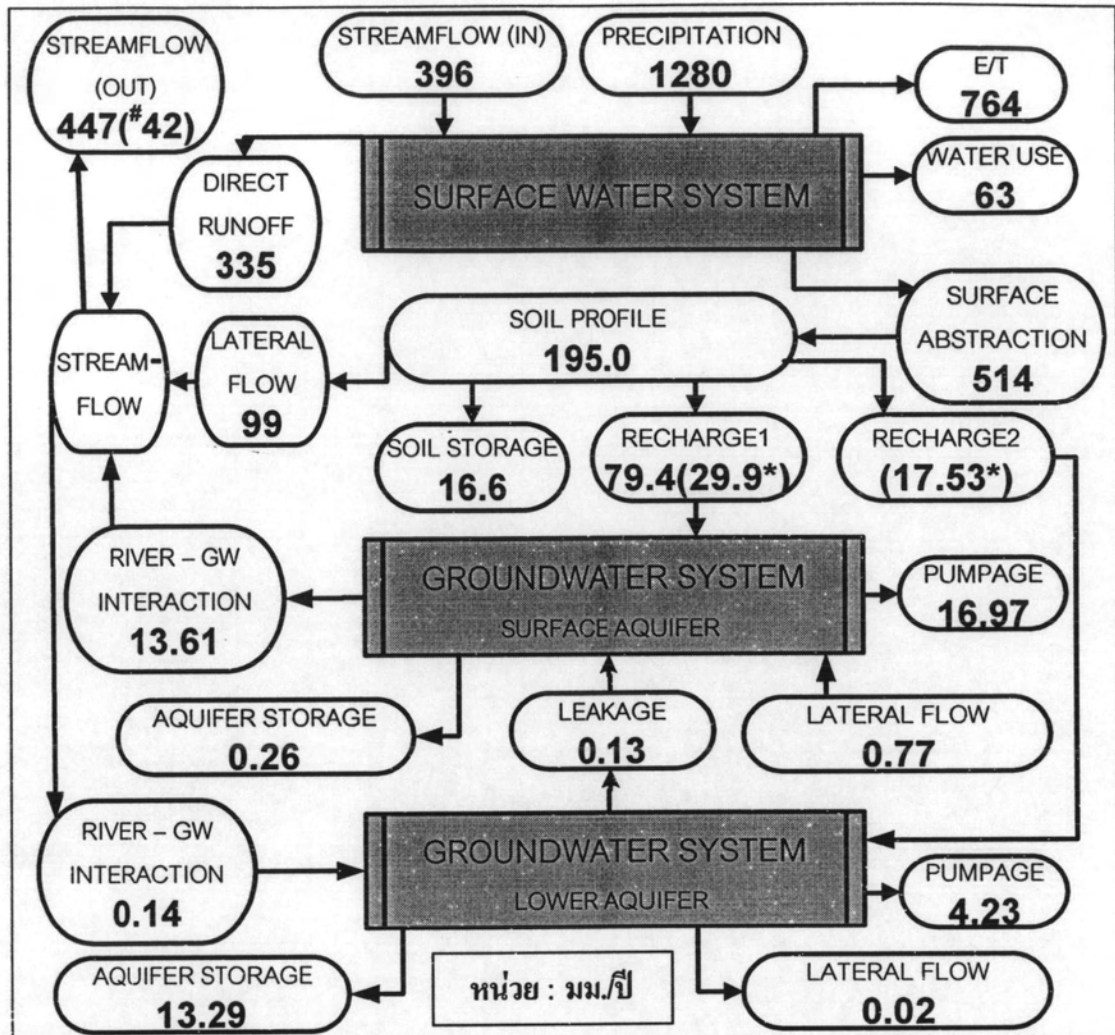 STREAMFLOW
(OUT)
447(#42)
STREAMFLOW (IN)
396
PRECIPITATION
1280
E/T
764
WATER USE
63
SURFACE WATER SYSTEM
DIRECT
RUNOFF
335
SURFACE
ABSTRACTION
514
SOIL PROFILE
195.0
STREAM-
FLOW
LATERAL
FLOW
99
SOIL STORAGE
16.6
RECHARGE1
79.4(29.9*)
RECHARGE2
(17.53*)
RIVER – GW
INTERACTION
13.61
GROUNDWATER SYSTEM
SURFACE AQUIFER
PUMPAGE
16.97
AQUIFER STORAGE
0.26
LEAKAGE
0.13
LATERAL FLOW
0.77
RIVER – GW
INTERACTION
0.14
GROUNDWATER SYSTEM
LOWER AQUIFER
PUMPAGE
4.23
AQUIFER STORAGE
13.29
หน่วย : มม./ปี
LATERAL FLOW
0.02